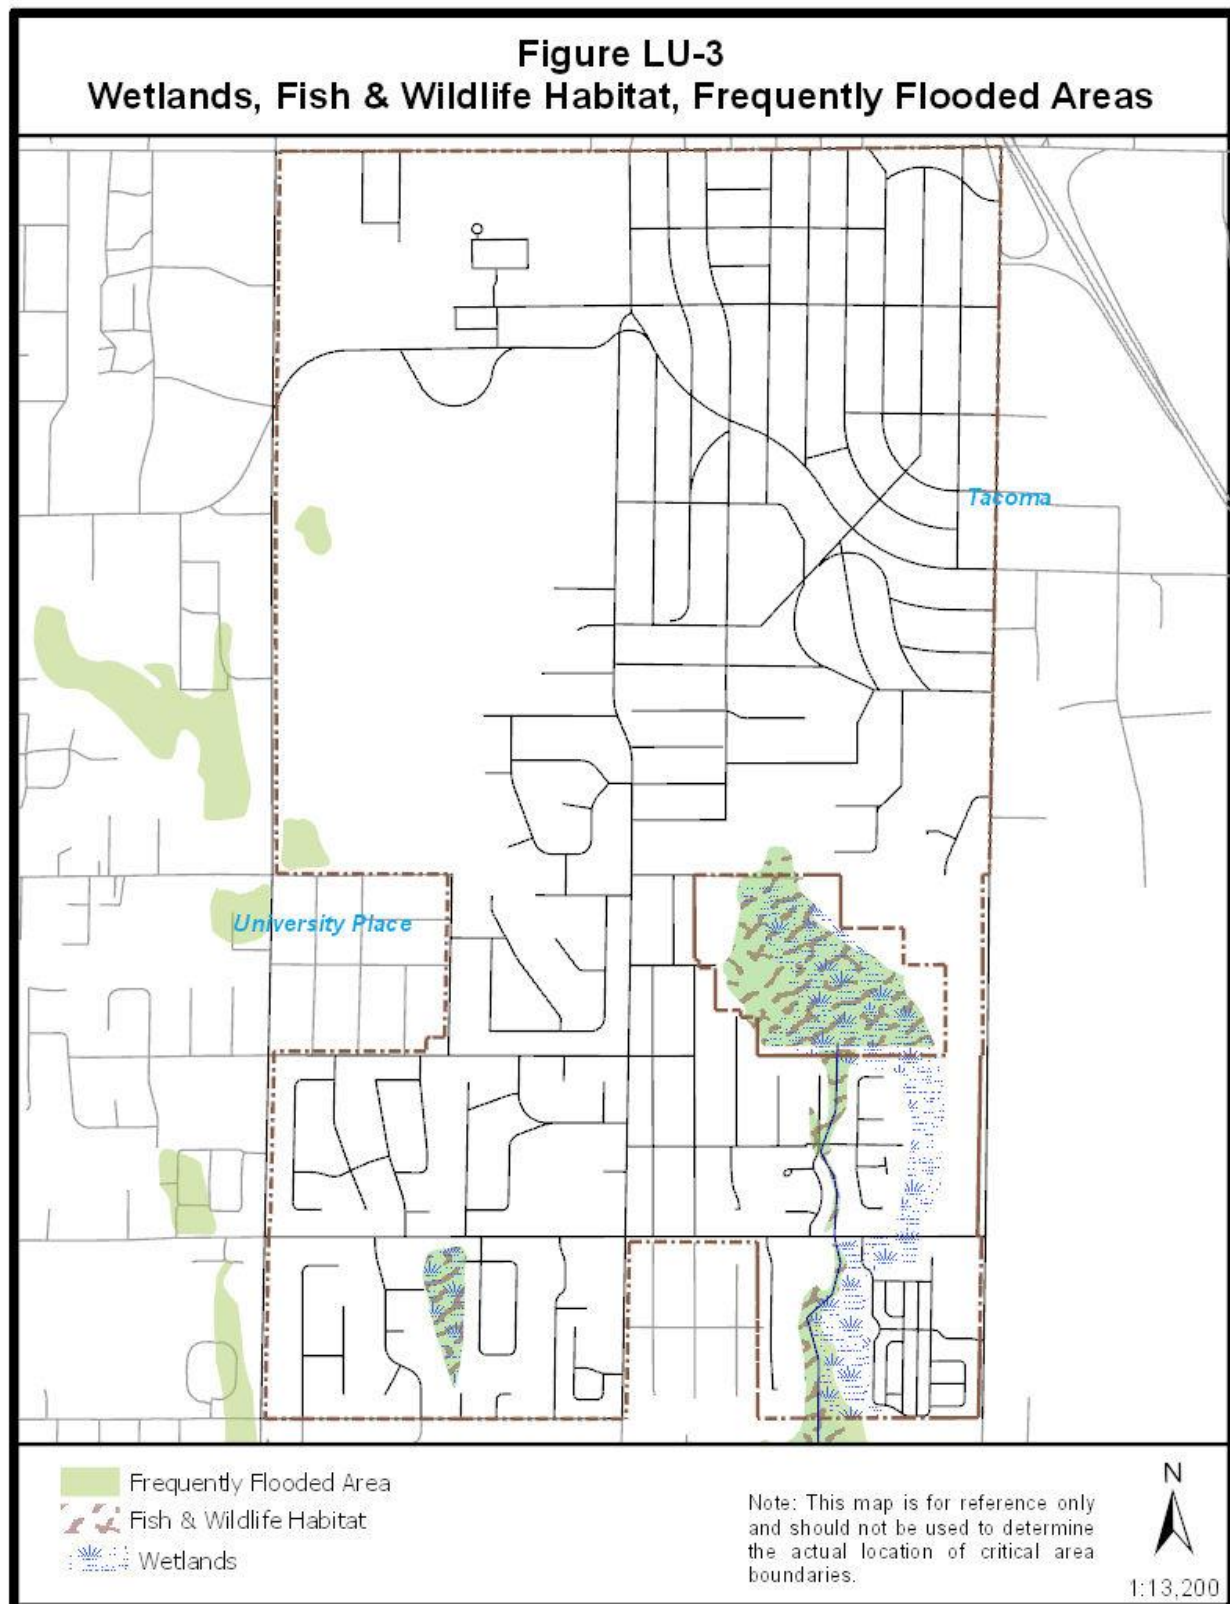 Figure LU-3
Wetlands, Fish & Wildlife Habitat, Frequently Flooded Areas
Tacoma
University Place
Frequently Flooded Area
Fish & Wildlife Habitat
Wetlands
Note: This map is for reference only
and should not be used to determine
the actual location of critical area
boundaries.
N
1:13,200